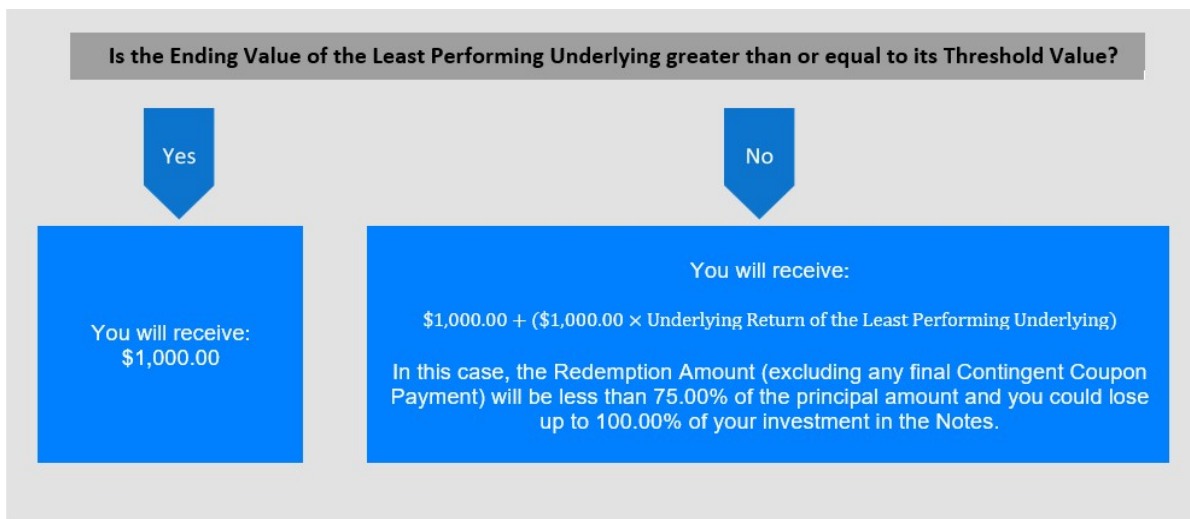 Is the Ending Value of the Least Performing Underlying greater than or equal to its Threshold Value?
Yes
No
You will receive:
$1,000.00
You will receive:
$1,000.00 + ($1,000.00 × Underlying Return of the Least Performing Underlying)
In this case, the Redemption Amount (excluding any final Contingent Coupon
Payment) will be less than 75.00% of the principal amount and you could lose
up to 100.00% of your investment in the Notes.